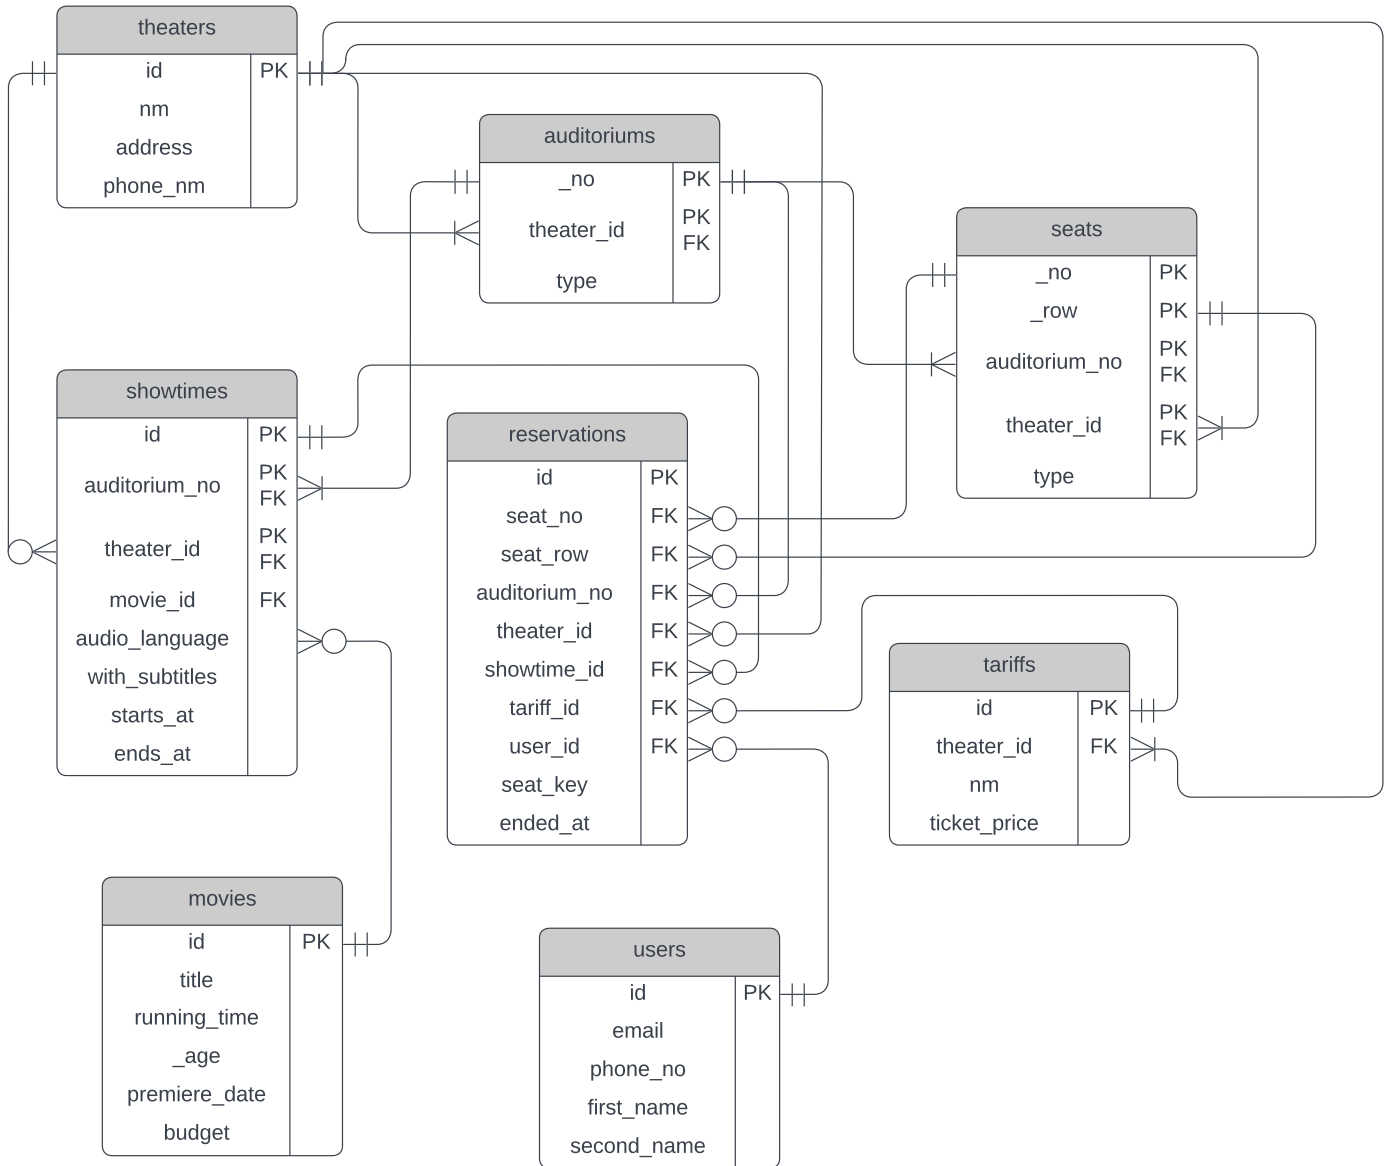 theaters
id PK
nm
address
phone_nm
auditoriums
_no PK
theater_id PK FK
type
seats
_no PK
_row PK
auditorium_no PK FK
theater_id PK FK
type
showtimes
id PK
auditorium_no PK FK
theater_id PK FK
movie_id FK
audio_language
with_subtitles
starts_at
ends_at
reservations
id PK
seat_no FK
seat_row FK
auditorium_no FK
theater_id FK
showtime_id FK
tariff_id FK
user_id FK
seat_key
ended_at
tariffs
id PK
theater_id FK
nm
ticket_price
movies
id PK
title
running_time
_age
premiere_date
budget
users
id PK
email
phone_no
first_name
second_name